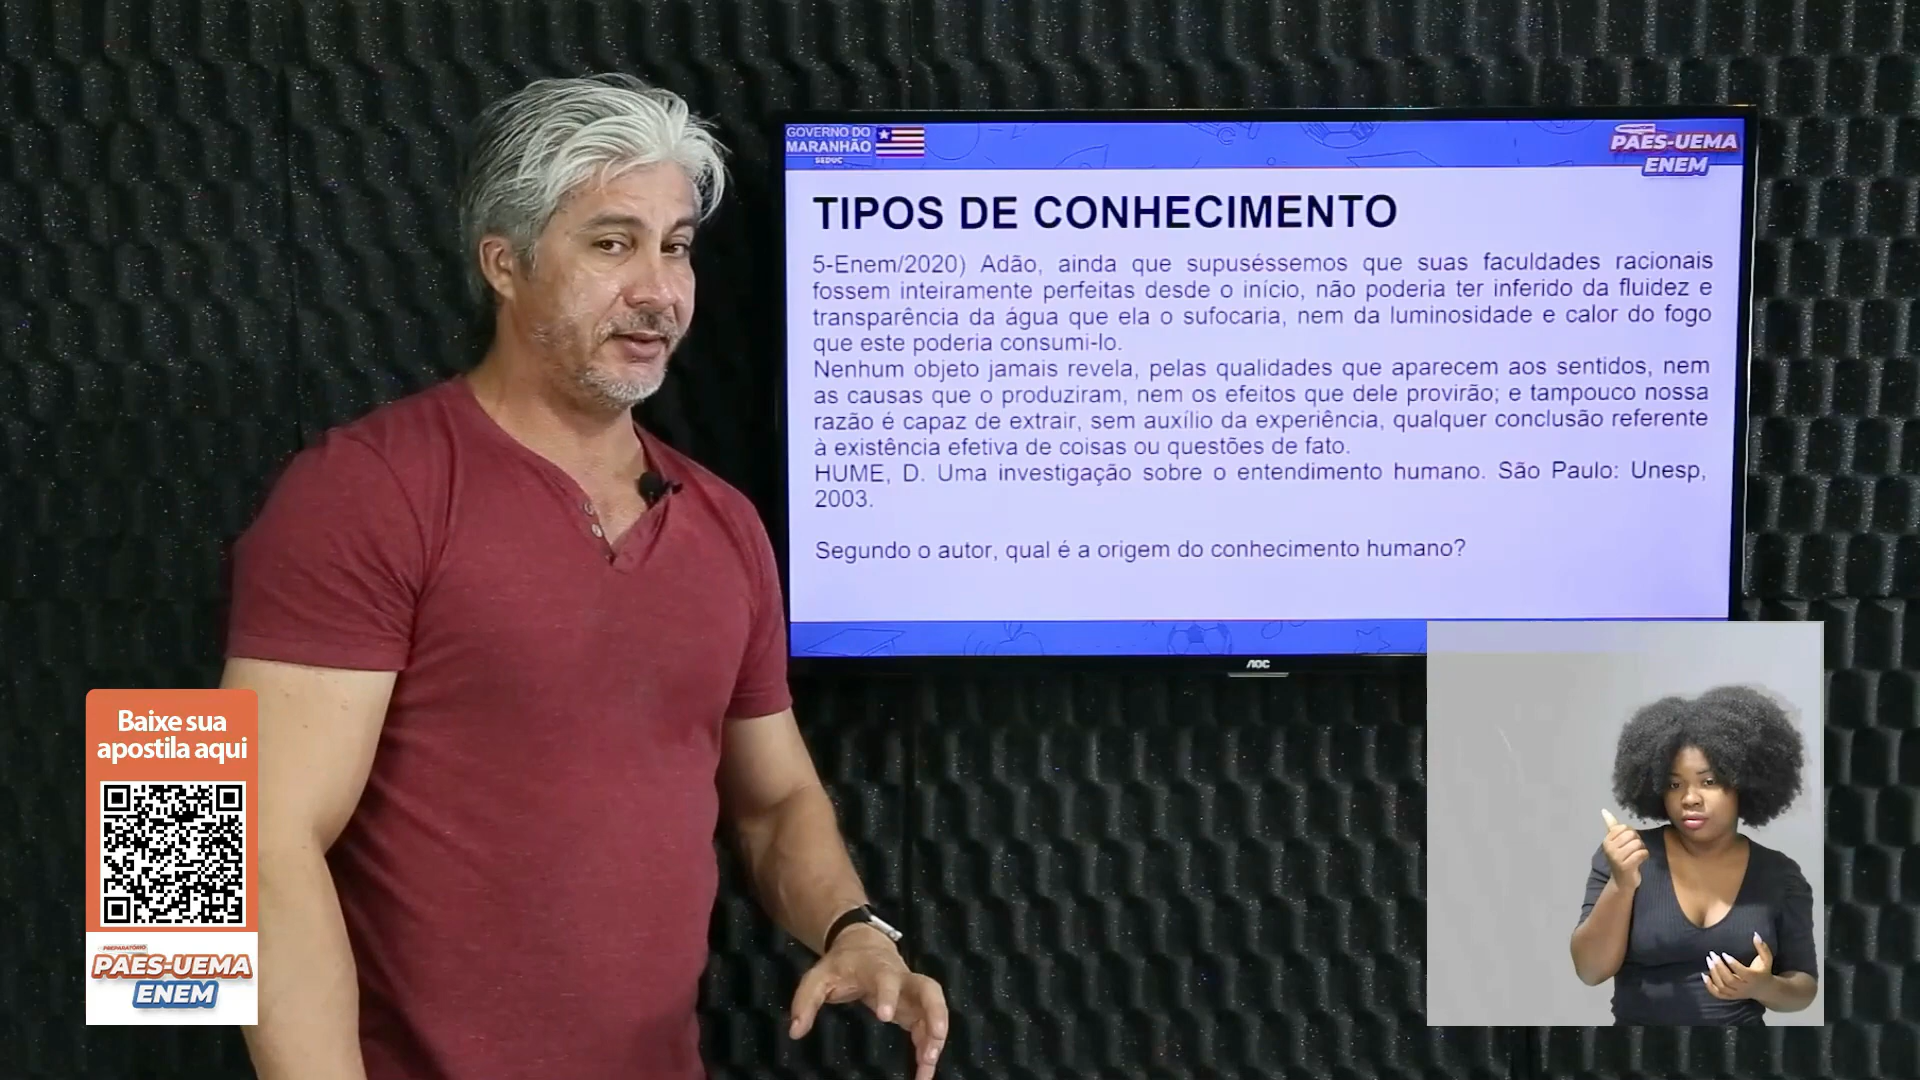 GOVERNO DO
MARANHÃO
SEDUC
PAES-UEMA
ENEM
TIPOS DE CONHECIMENTO
5-Enem/2020) Adão, ainda que supuséssemos que suas faculdades racionais
fossem inteiramente perfeitas desde o início, não poderia ter inferido da fluidez e
transparência da água que ela o sufocaria, nem da luminosidade e calor do fogo
que este poderia consumi-lo.
Nenhum objeto jamais revela, pelas qualidades que aparecem aos sentidos, nem
as causas que o produziram, nem os efeitos que dele provirão; e tampouco nossa
razão é capaz de extrair, sem auxílio da experiência, qualquer conclusão referente
à existência efetiva de coisas ou questões de fato.
HUME, D. Uma investigação sobre o entendimento humano. São Paulo: Unesp,
2003.
Segundo o autor, qual é a origem do conhecimento humano?
AOC
Baixe sua
apostila aqui
PREPARATÓRIO
PAES-UEMA
ENEM